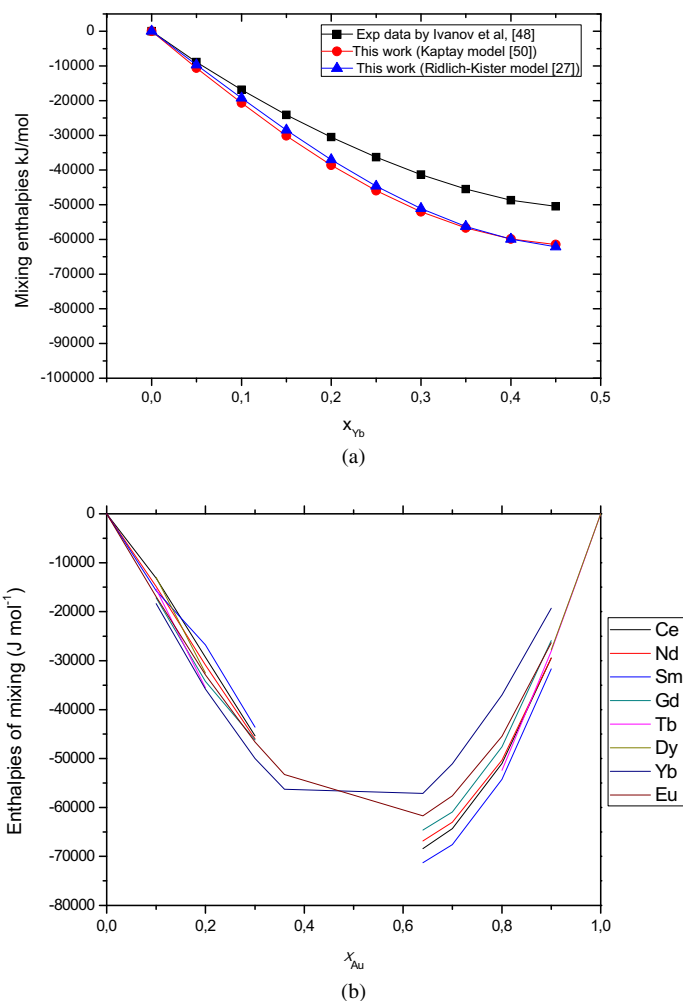 Exp data by Ivanov et al, [48]
This work (Kaptay model [50])
This work (Ridlich-Kister model [27])
Mixing enthalpies kJ/mol
0
-10000
-20000
-30000
-40000
-50000
-60000
-70000
-80000
-90000
-100000
0,0 0,1 0,2 0,3 0,4 0,5
xYb
(a)
Enthalpies of mixing (J mol-1)
0
-10000
-20000
-30000
-40000
-50000
-60000
-70000
-80000
0,0 0,2 0,4 0,6 0,8 1,0
xAu
Ce
Nd
Sm
Gd
Tb
Dy
Yb
Eu
(b)